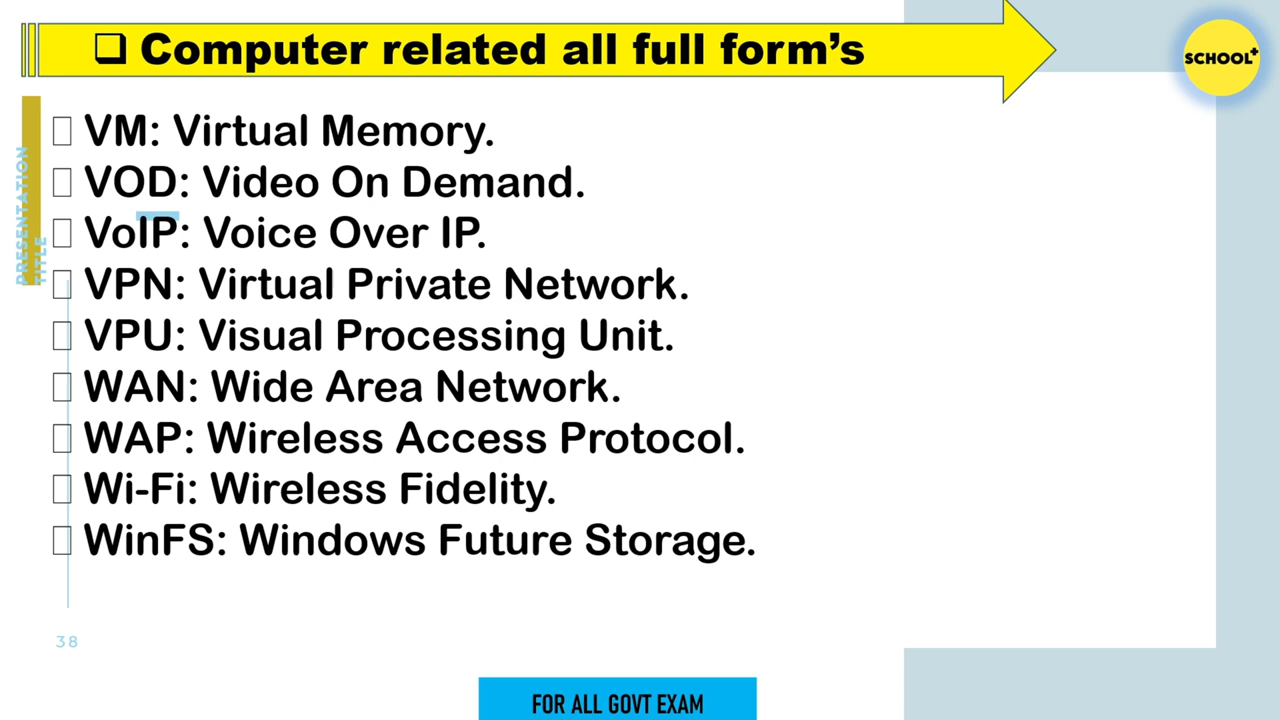 ❑ Computer related all full form’s
SCHOOL+
PRESENTATION
TITLE
VM: Virtual Memory.
VOD: Video On Demand.
VoIP: Voice Over IP.
VPN: Virtual Private Network.
VPU: Visual Processing Unit.
WAN: Wide Area Network.
WAP: Wireless Access Protocol.
Wi-Fi: Wireless Fidelity.
WinFS: Windows Future Storage.
38
FOR ALL GOVT EXAM